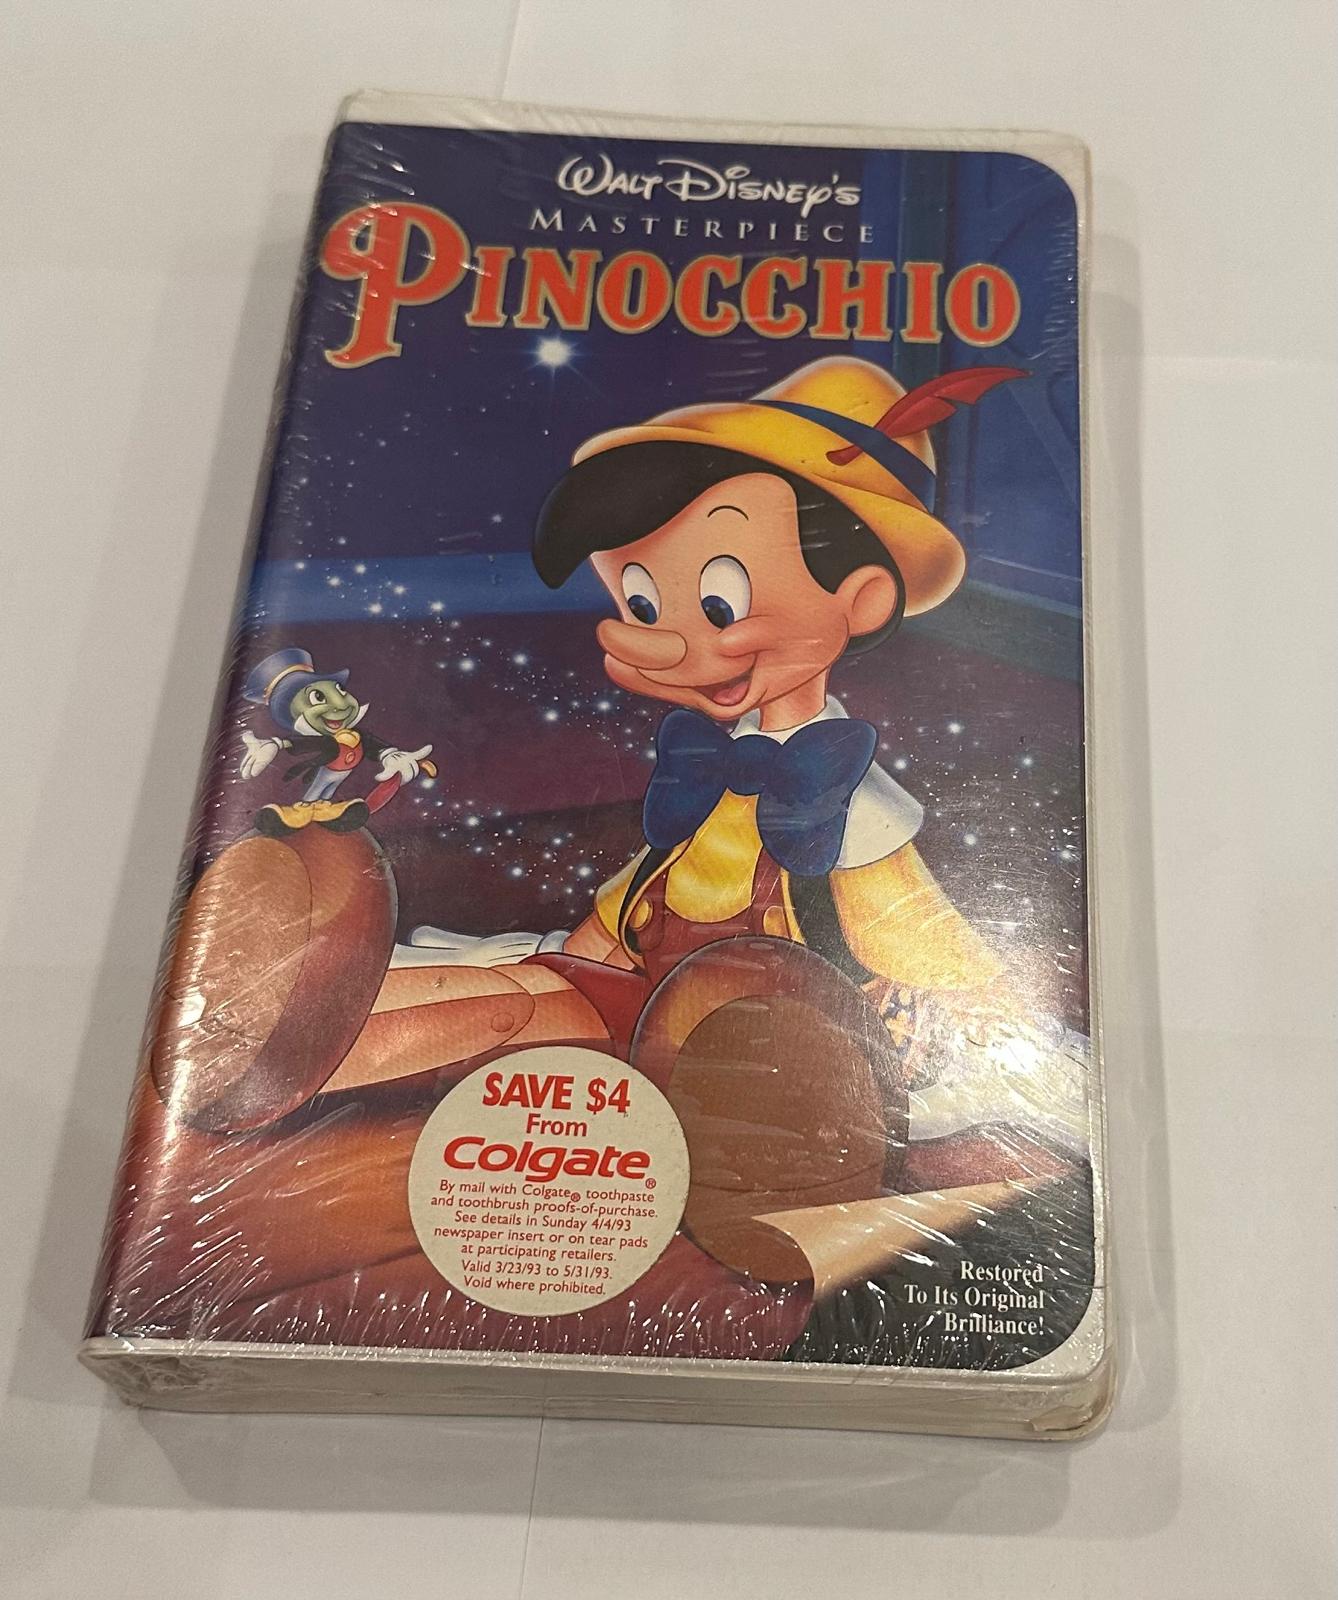 WALT DISNEY'S
MASTERPIECE
PINOCCHIO
SAVE $4
From
Colgate®
By mail with Colgate® toothpaste
and toothbrush proofs-of-purchase.
See details in Sunday 4/4/93
newspaper insert or on tear pads
at participating retailers.
Valid 3/23/93 to 5/31/93.
Void where prohibited.
Restored
To Its Original
Brilliance!